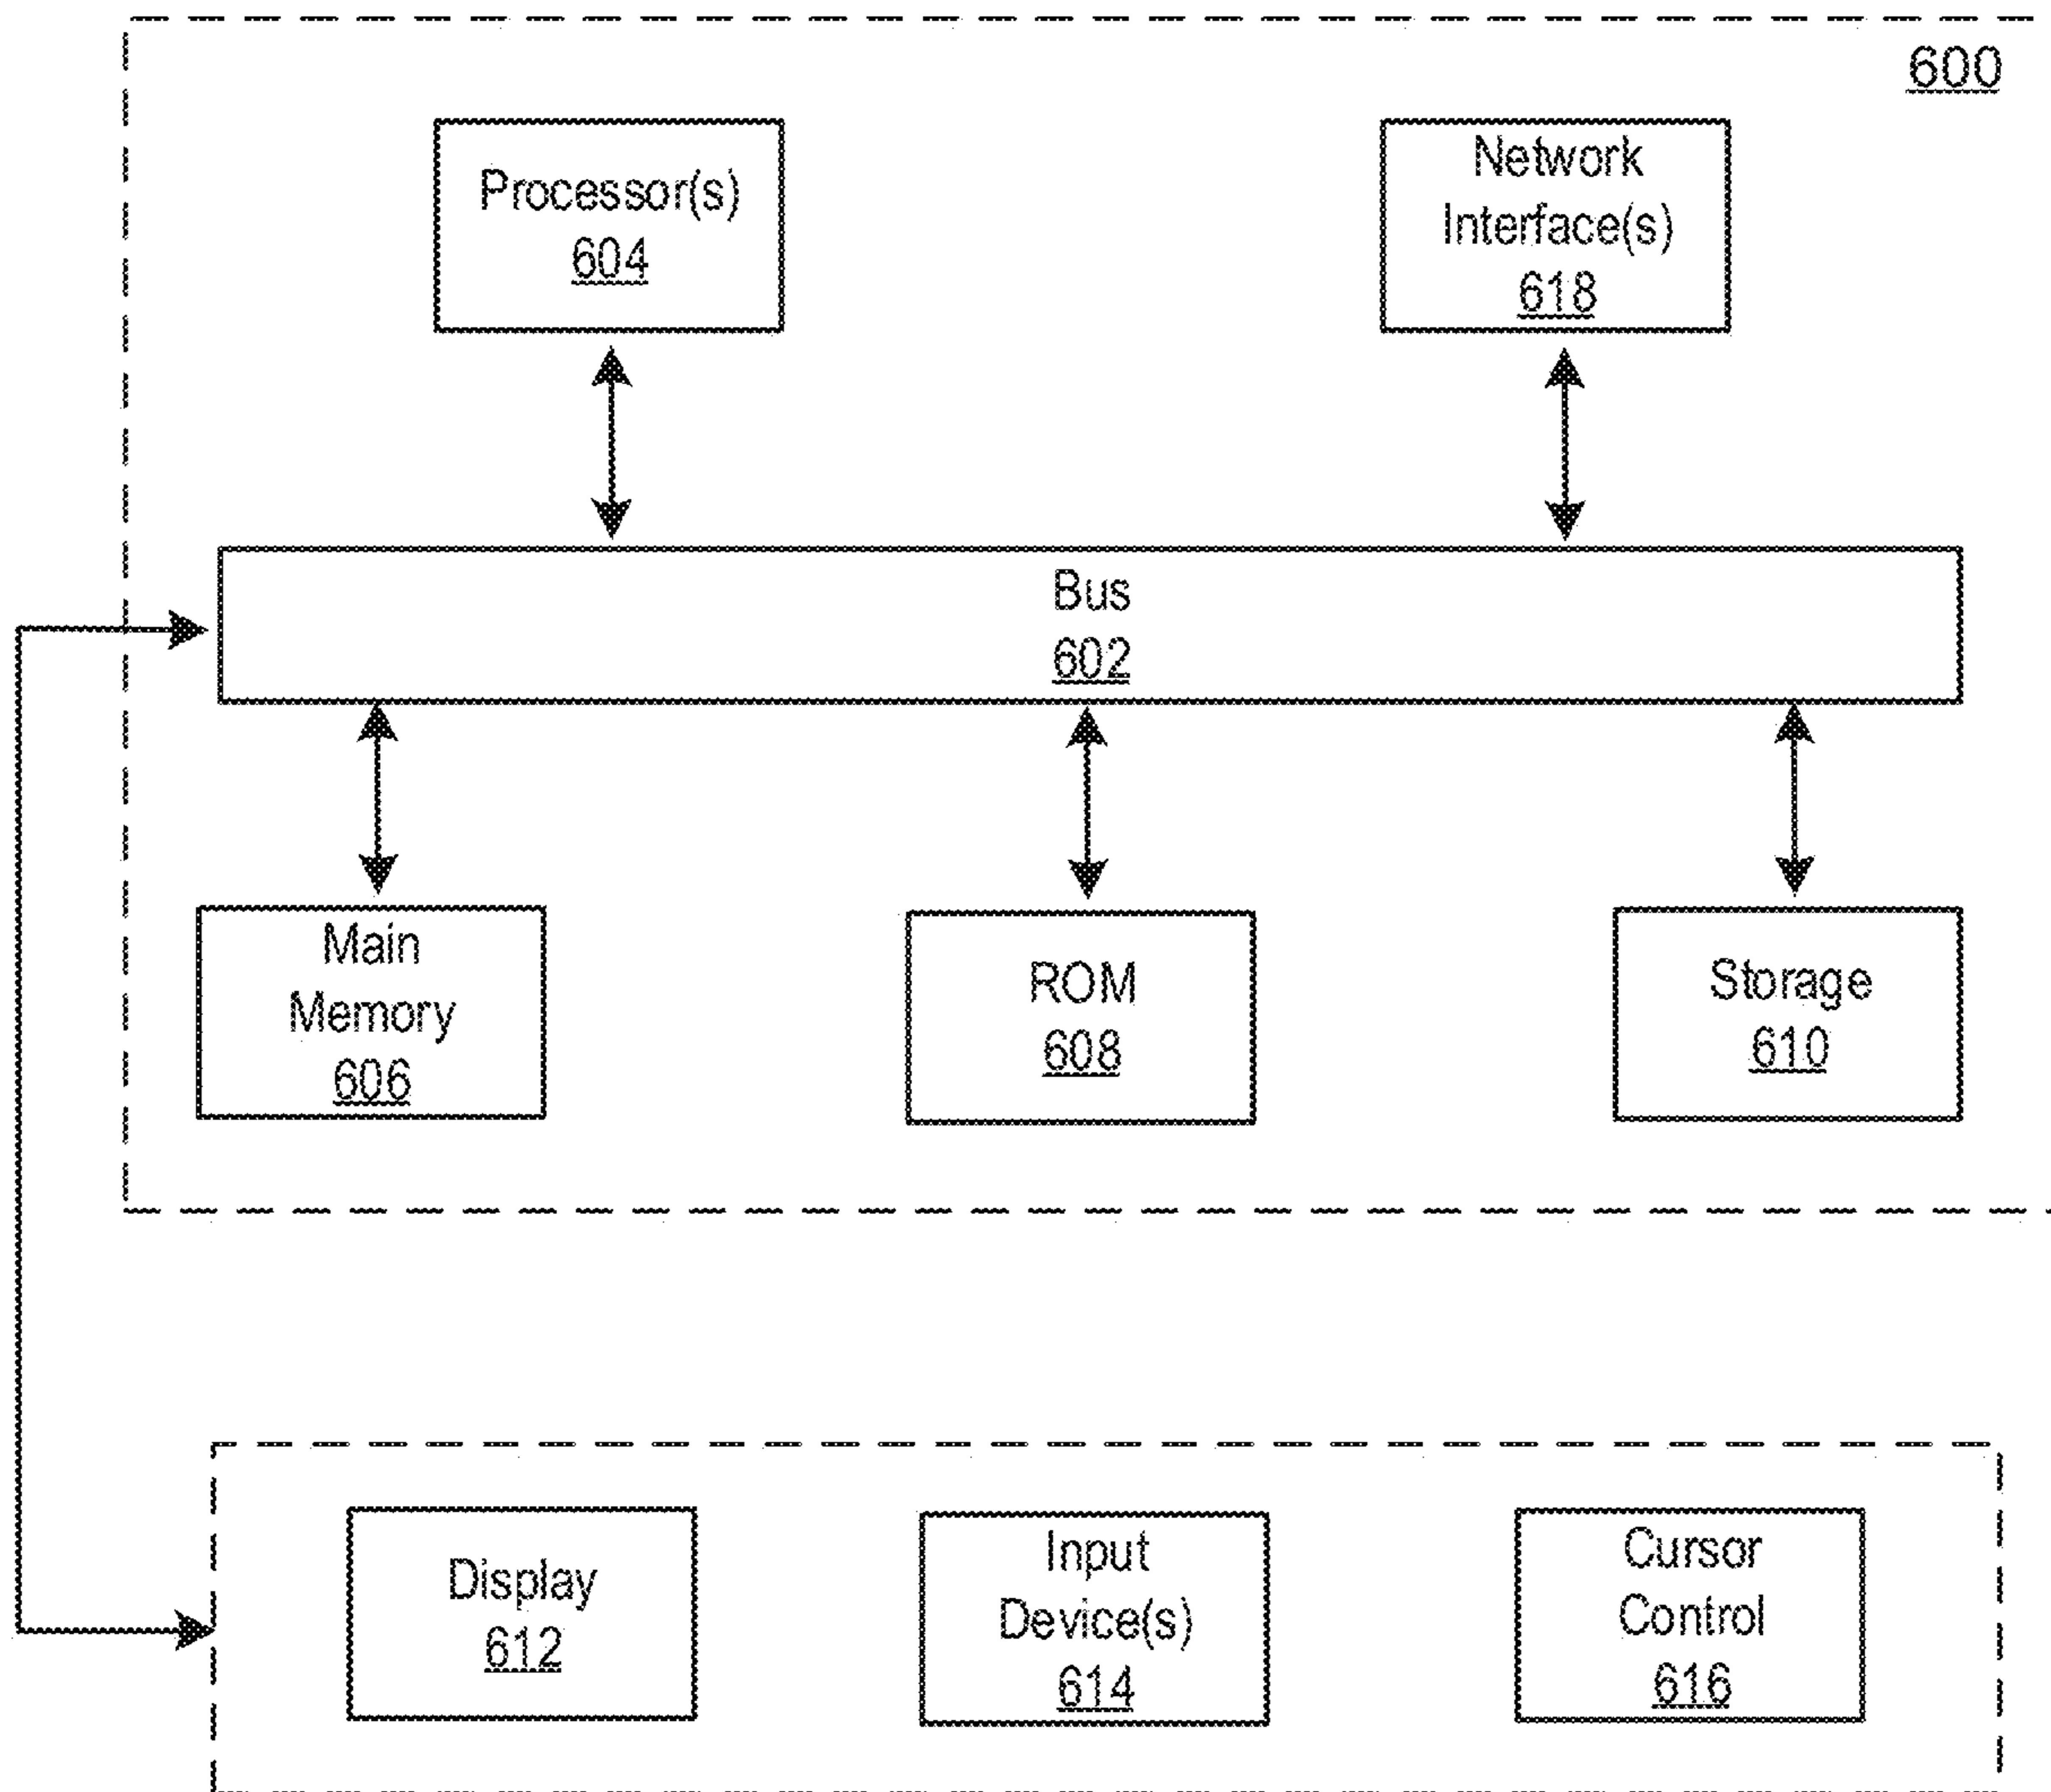 600
Processor(s)
604
Network
Interface(s)
618
Bus
602
Main
Memory
606
ROM
608
Storage
610
Display
612
Input
Device(s)
614
Cursor
Control
616